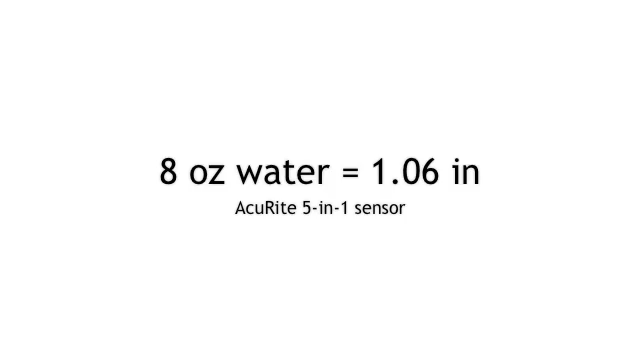 8 oz water = 1.06 in
AcuRite 5-in-1 sensor